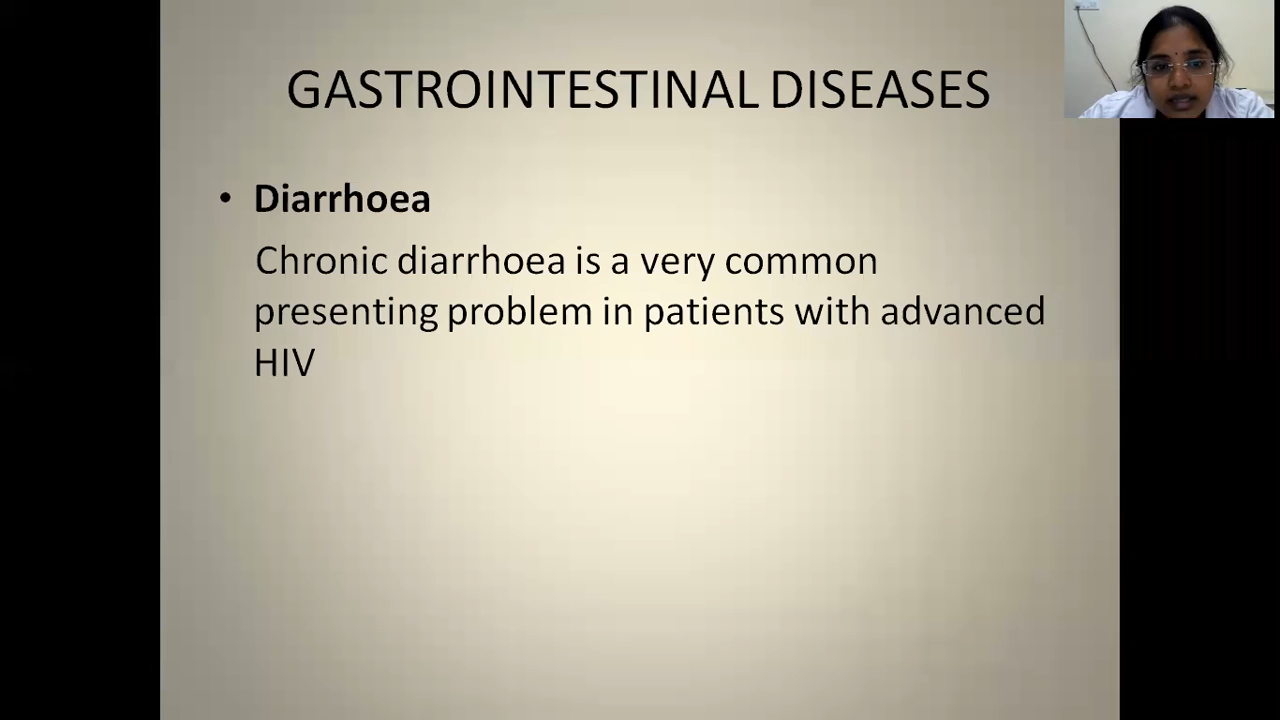 GASTROINTESTINAL DISEASES
• Diarrhoea
Chronic diarrhoea is a very common
presenting problem in patients with advanced
HIV